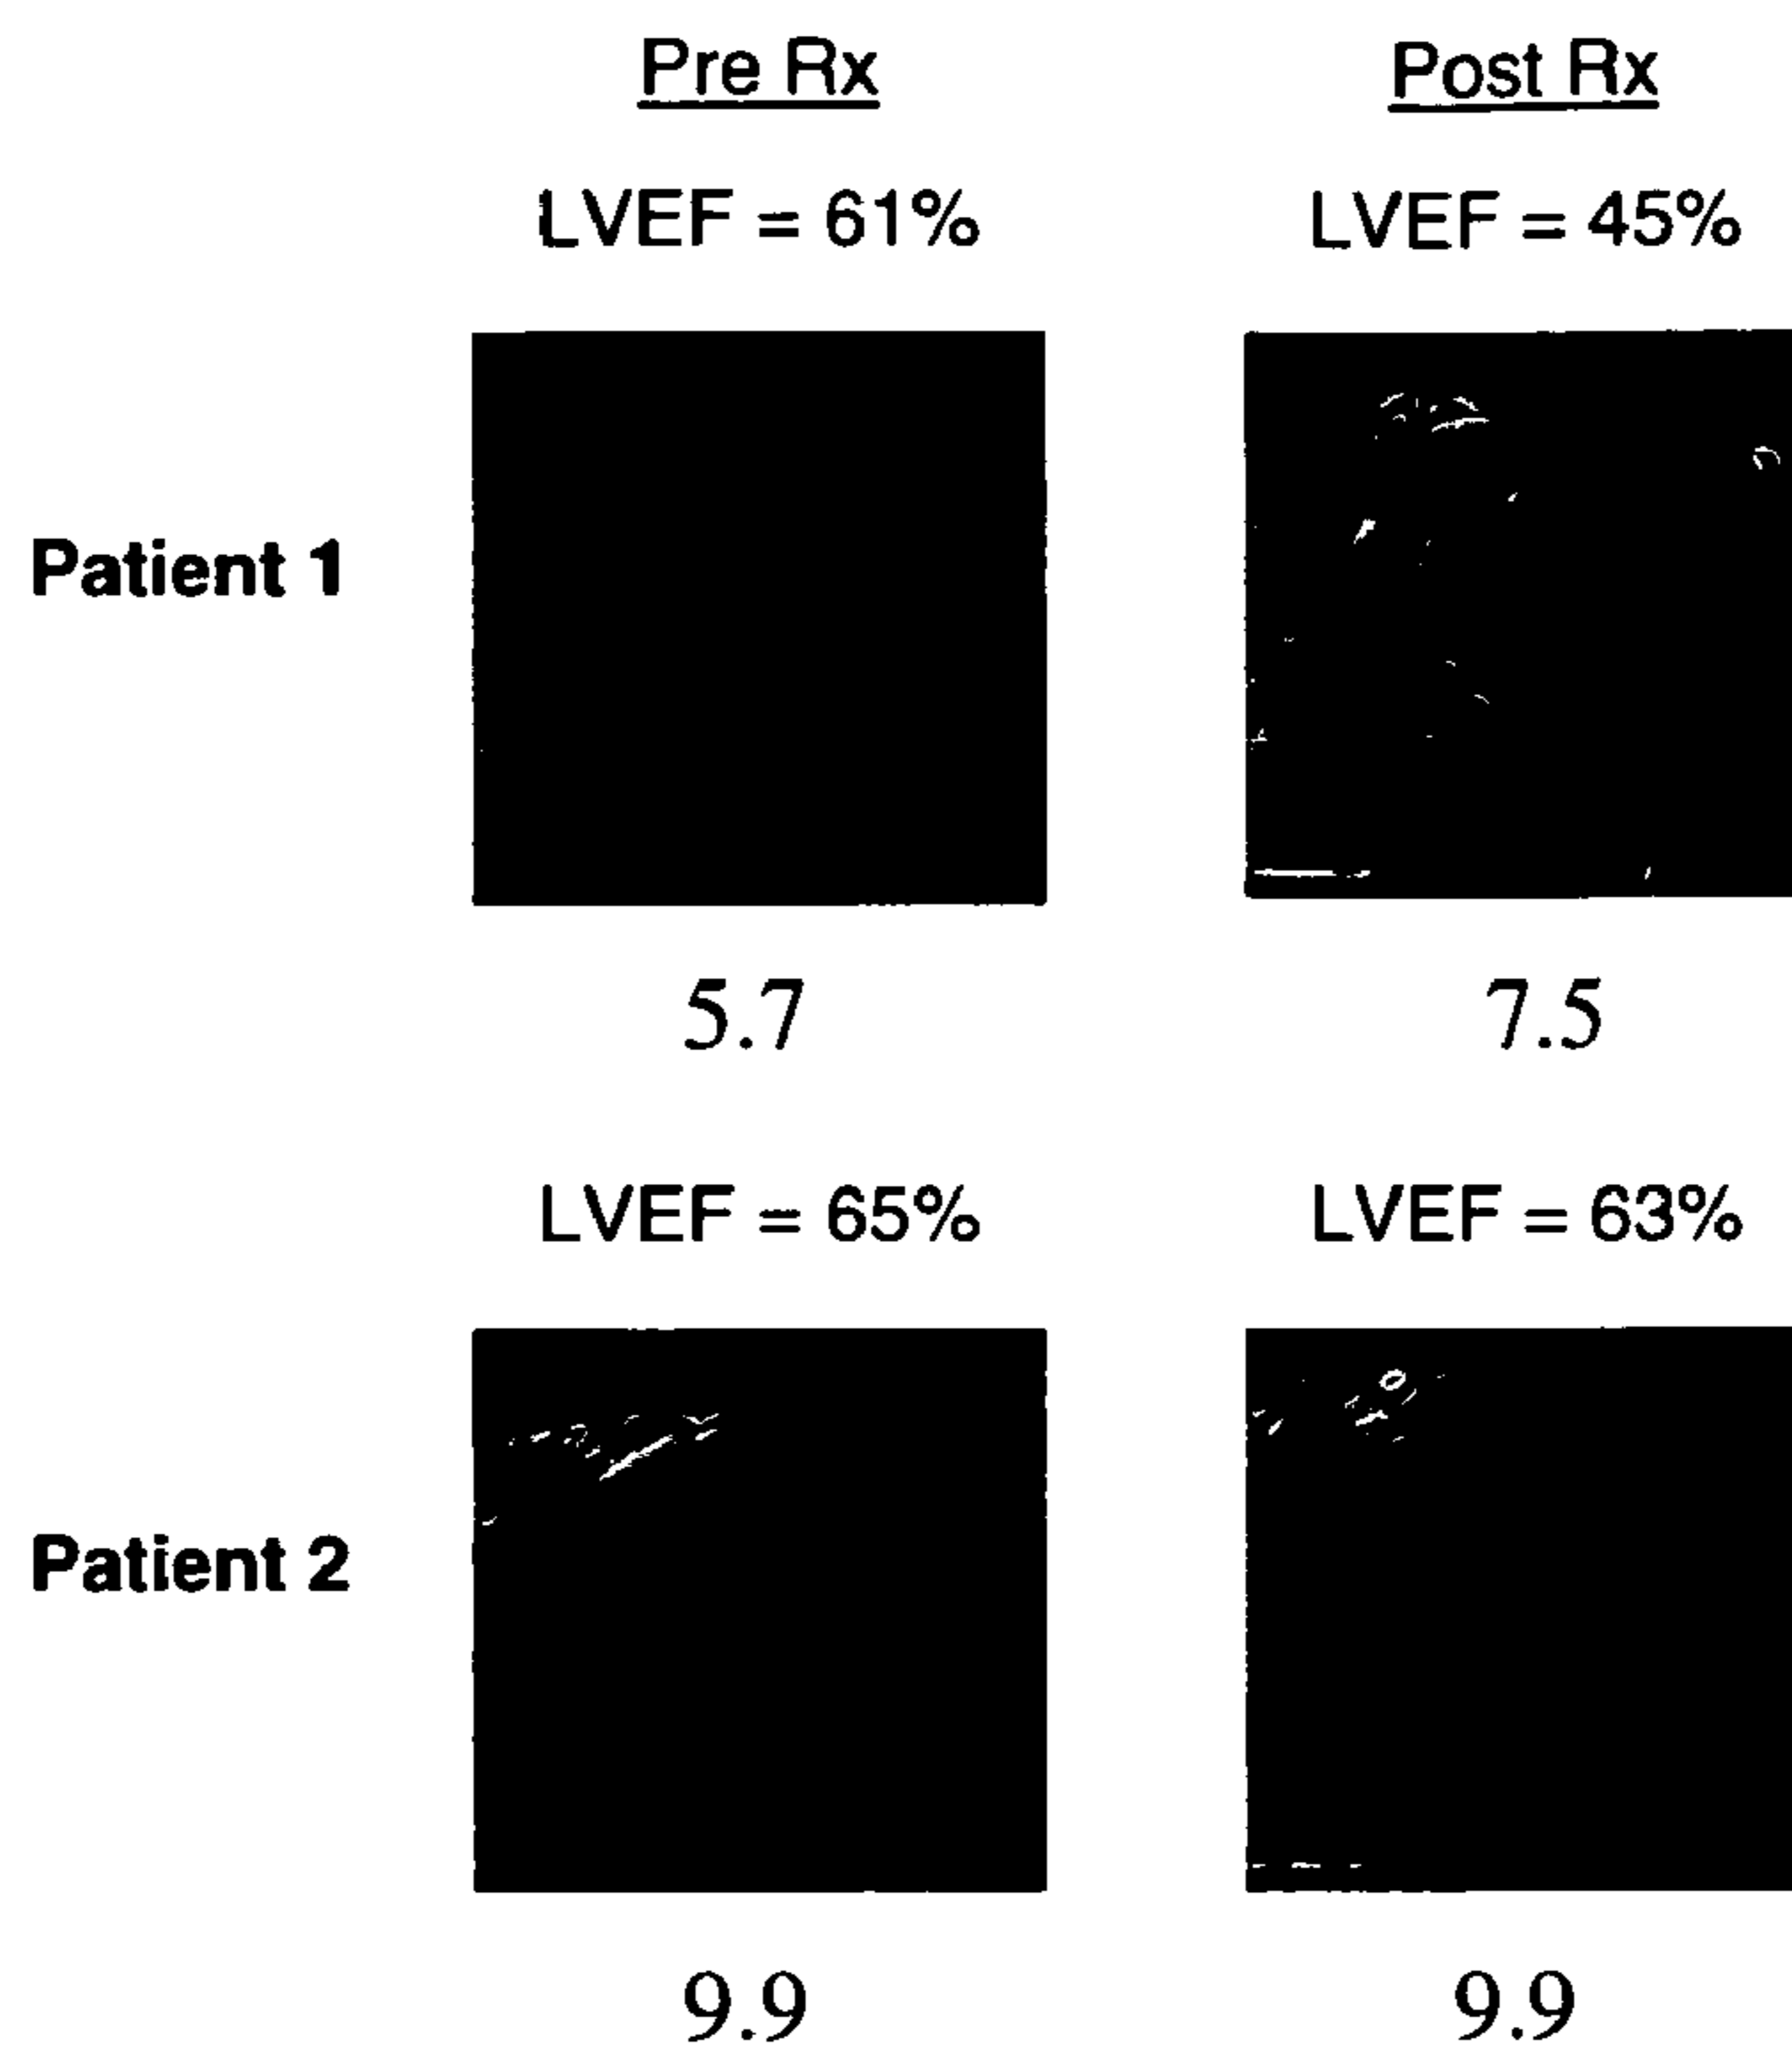 Pre Rx Post Rx
LVEF = 61% LVEF = 45%
Patient 1
5.7 7.5
LVEF = 65% LVEF = 63%
Patient 2
9.9 9.9